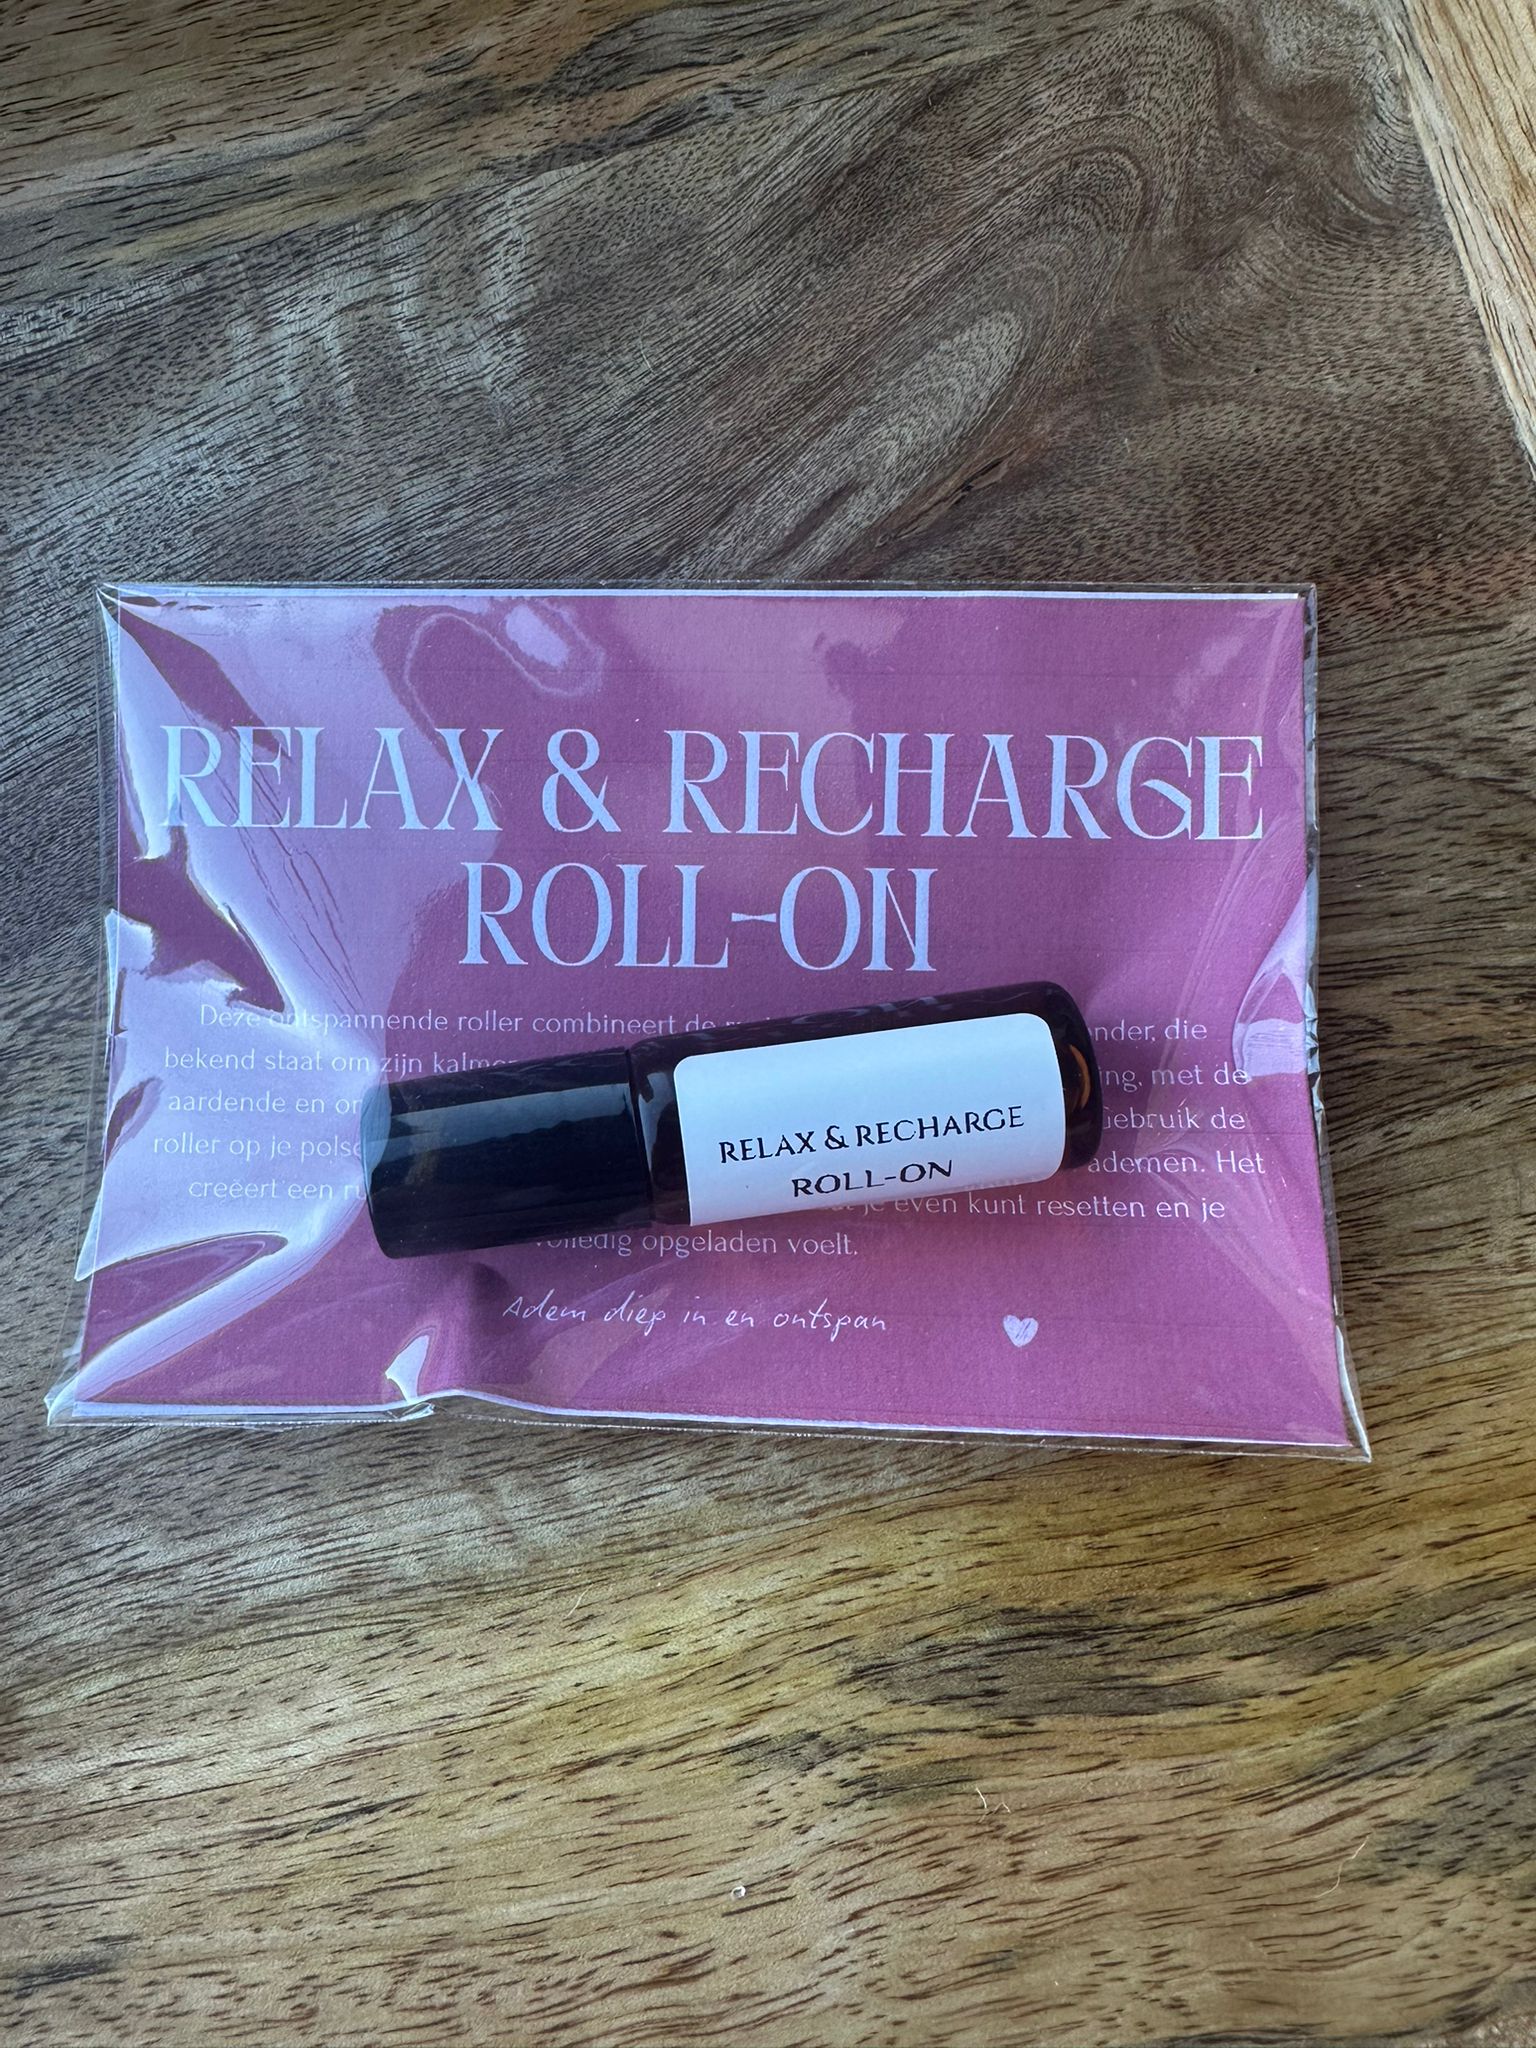 RELAX & RECHARGE
ROLL-ON
Deze ontspannende roller combineert de
onder, die
bekend staat om zijn
ing, met de
aardende en
Gebruik de
roller op je
ademen. Het
creëert een
je even kunt resetten en je
volledig opgeladen voelt.
Adem diep in en ontspan
RELAX & RECHARGE
ROLL-ON